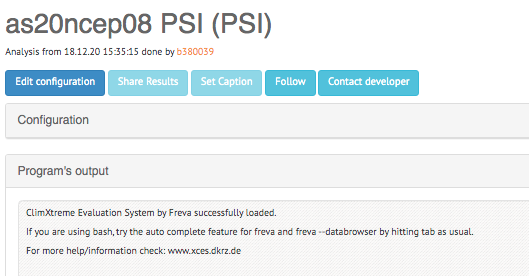 as20ncep08 PSI (PSI)
Analysis from 18.12.20 15:35:15 done by b380039
Edit configuration Share Results Set Caption Follow Contact developer
Configuration
Program's output
ClimXtreme Evaluation System by Freva successfully loaded.
If you are using bash, try the auto complete feature for freva and freva --databrowser by hitting tab as usual.
For more help/information check: www.xces.dkrz.de